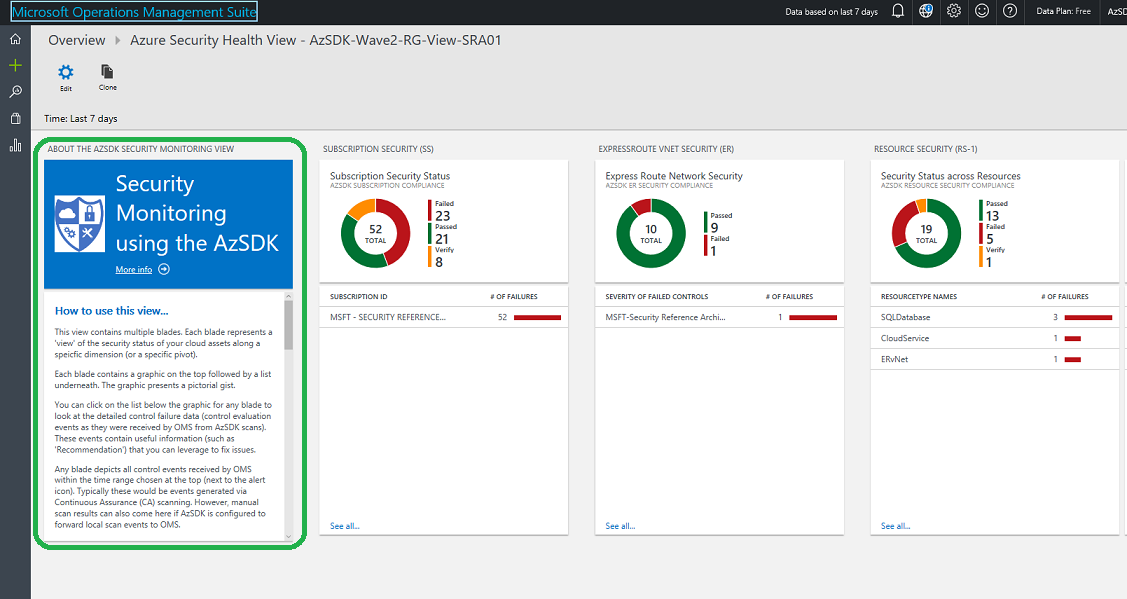 Microsoft Operations Management Suite
Data based on last 7 days
Data Plan: Free
AzSD
Overview
Azure Security Health View - AzSDK-Wave2-RG-View-SRA01
Edit
Clone
Time: Last 7 days
ABOUT THE AZSDK SECURITY MONITORING VIEW
Security
Monitoring
using the AzSDK
More info
How to use this view...
This view contains multiple blades. Each blade represents a
'view' of the security status of your cloud assets along a
speicfic dimension (or a specific pivot).
Each blade contains a graphic on the top followed by a list
underneath. The graphic presents a pictorial gist.
You can click on the list below the graphic for any blade to
look at the detailed control failure data (control evaluation
events as they were received by OMS from AzSDK scans).
These events contain useful information (such as
'Recommendation') that you can leverage to fix issues.
Any blade depicts all control events received by OMS
within the time range chosen at the top (next to the alert
icon). Typically these would be events generated via
Continuous Assurance (CA) scanning. However, manual
scan results can also come here if AzSDK is configured to
forward local scan events to OMS.
SUBSCRIPTION SECURITY (SS)
Subscription Security Status
AZSDK SUBSCRIPTION COMPLIANCE
52
TOTAL
Failed
23
Passed
21
Verify
8
SUBSCRIPTION ID # OF FAILURES
MSFT - SECURITY REFERENCE... 52
See all...
EXPRESSROUTE VNET SECURITY (ER)
Express Route Network Security
AZSDK ER SECURITY COMPLIANCE
10
TOTAL
Passed
9
Failed
1
SEVERITY OF FAILED CONTROLS # OF FAILURES
MSFT-Security Reference Archi... 1
See all...
RESOURCE SECURITY (RS-1)
Security Status across Resources
AZSDK RESOURCE SECURITY COMPLIANCE
19
TOTAL
Passed
13
Failed
5
Verify
1
RESOURCETYPE NAMES # OF FAILURES
SQLDatabase 3
CloudService 1
ERvNet 1
See all...